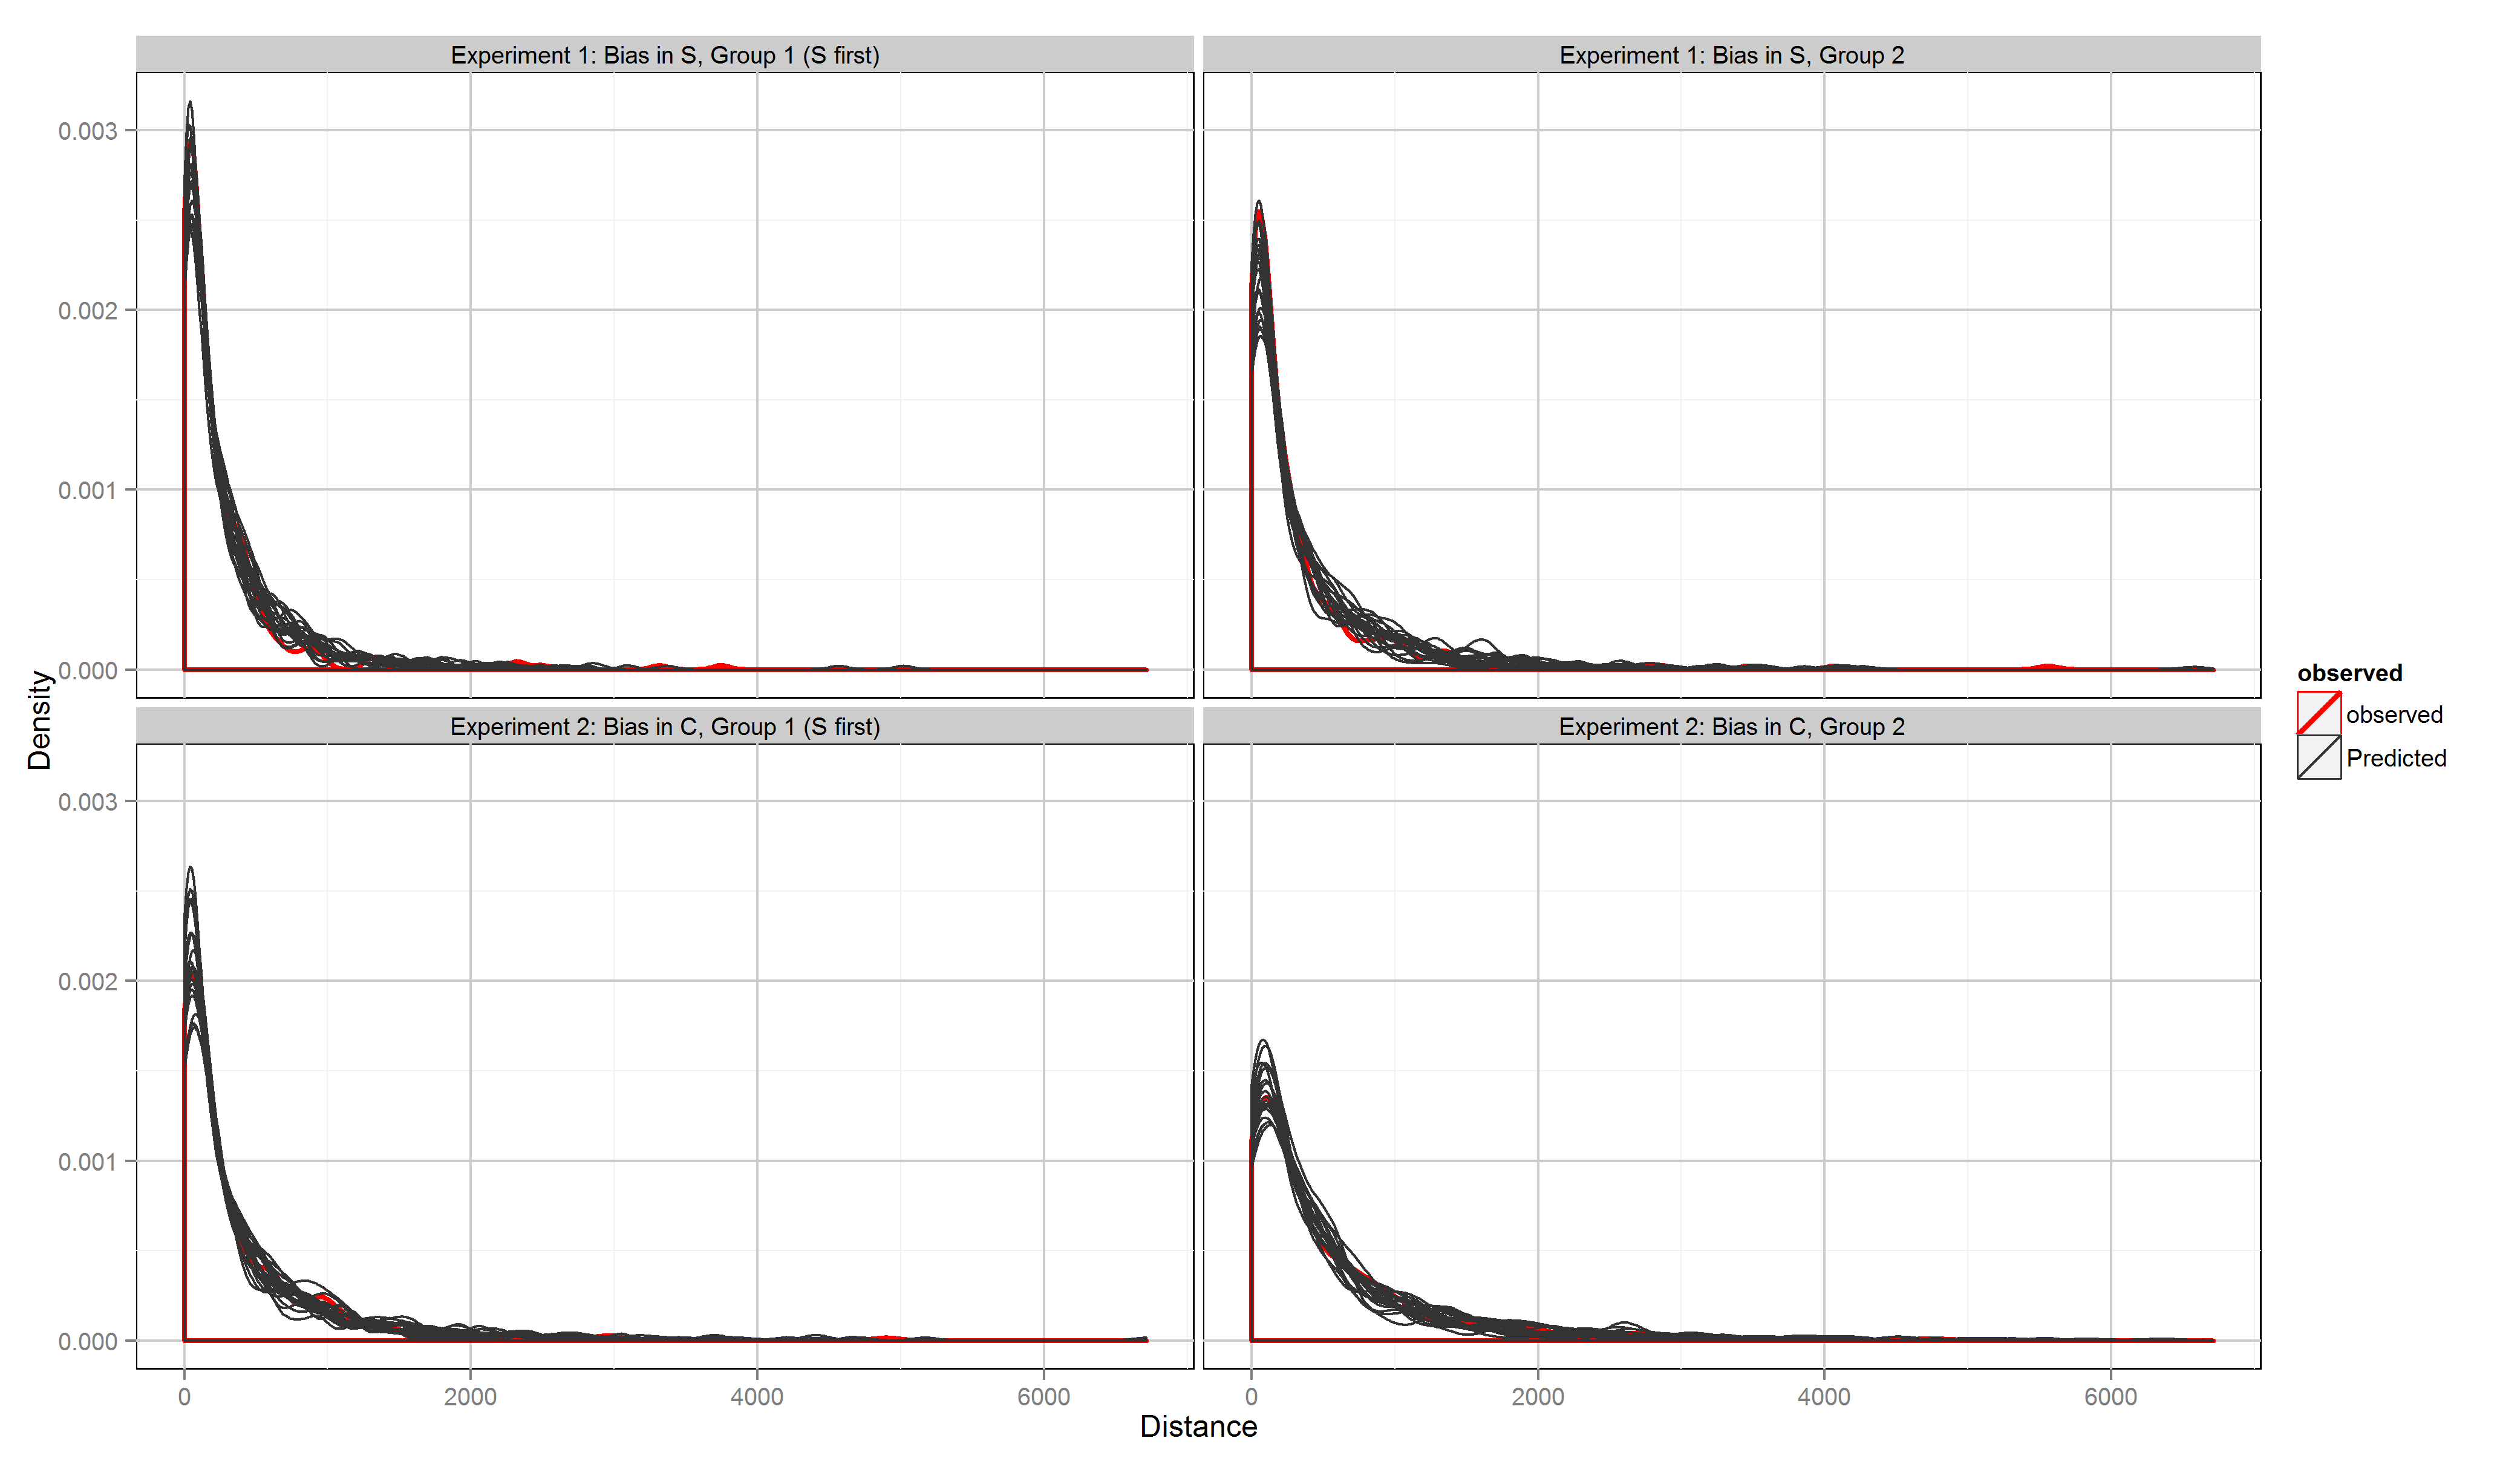 Experiment 1: Bias in S, Group 1 (S first)
Experiment 1: Bias in S, Group 2
0.003
0.002
0.001
0.000
Experiment 2: Bias in C, Group 1 (S first)
Experiment 2: Bias in C, Group 2
0.003
0.002
0.001
0.000
0 2000 4000 6000
0 2000 4000 6000
Distance
Density
observed
observed
Predicted